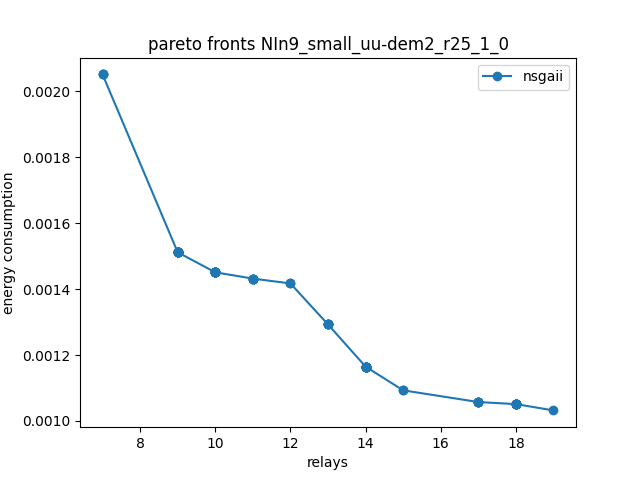 pareto fronts NIn9_small_uu-dem2_r25_1_0
nsgaii
energy consumption
0.0020
0.0018
0.0016
0.0014
0.0012
0.0010
8 10 12 14 16 18
relays